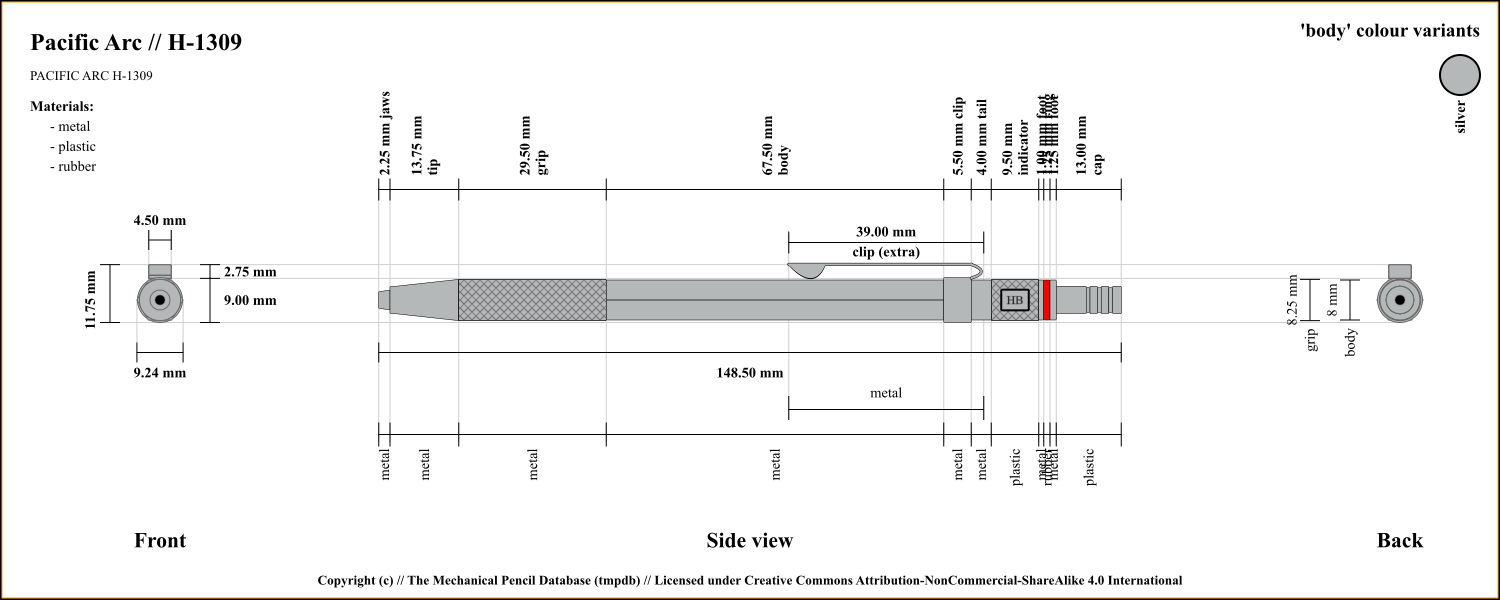 Pacific Arc // H-1309
PACIFIC ARC H-1309
Materials:
- metal
- plastic
- rubber
'body' colour variants
silver
2.25 mm jaws
13.75 mm
tip
29.50 mm
grip
67.50 mm
body
5.50 mm clip
4.00 mm tail
9.50 mm
indicator
1.00 mm foot
1.25 mm foot
13.00 mm
cap
4.50 mm
11.75 mm
2.75 mm
9.00 mm
9.24 mm
39.00 mm
clip (extra)
HB
8.25 mm
grip
8 mm
body
148.50 mm
metal
metal
metal
metal
metal
metal
metal
plastic
metal
rubber
metal
plastic
Front
Side view
Back
Copyright (c) // The Mechanical Pencil Database (tmpdb) // Licensed under Creative Commons Attribution-NonCommercial-ShareAlike 4.0 International